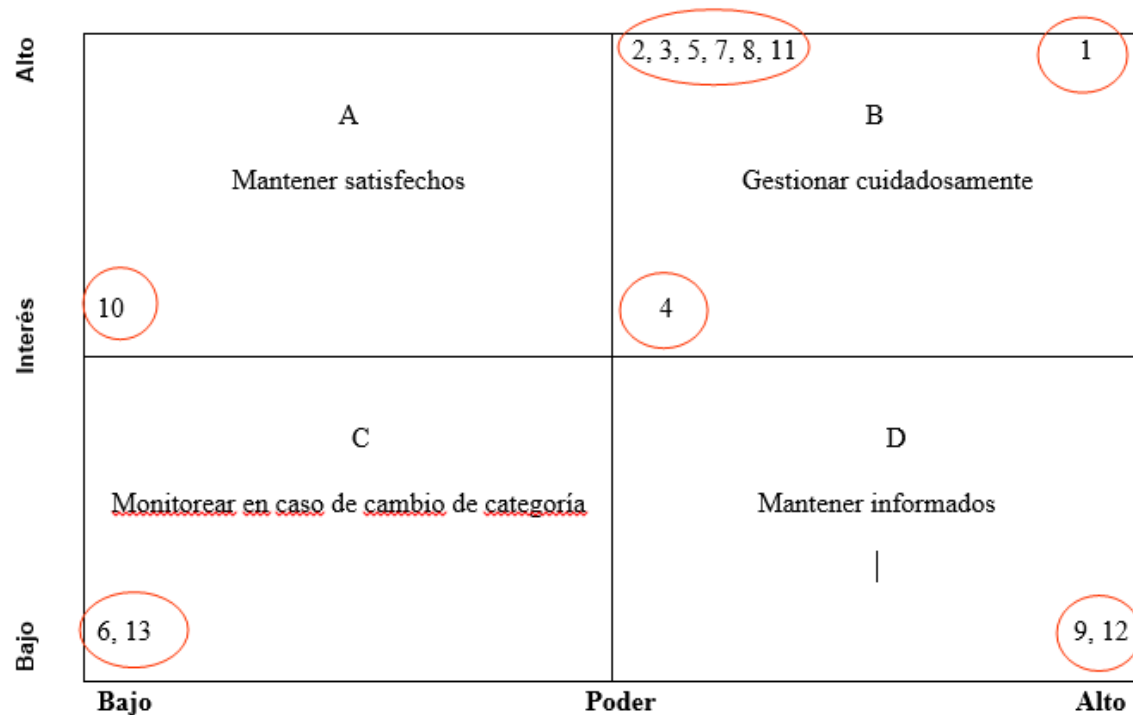 Alto
2, 3, 5, 7, 8, 11
1
A
B
Mantener satisfechos
Gestionar cuidadosamente
Interés
10
4
C
D
Monitorear en caso de cambio de categoría
Mantener informados
Bajo
6, 13
9, 12
Bajo
Poder
Alto